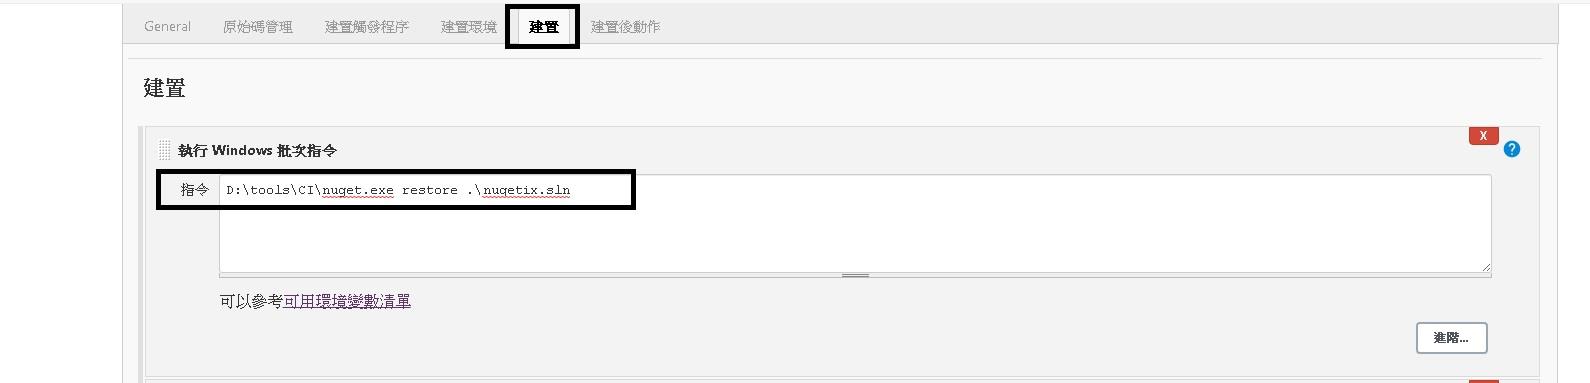 General 原始碼管理 建置觸發程序 建置環境 建置 建置後動作
建置
X
執行 Windows 批次指令
指令 D:\tools\CI\nuget.exe restore .\nugetix.sln
可以參考可用環境變數清單
進階...